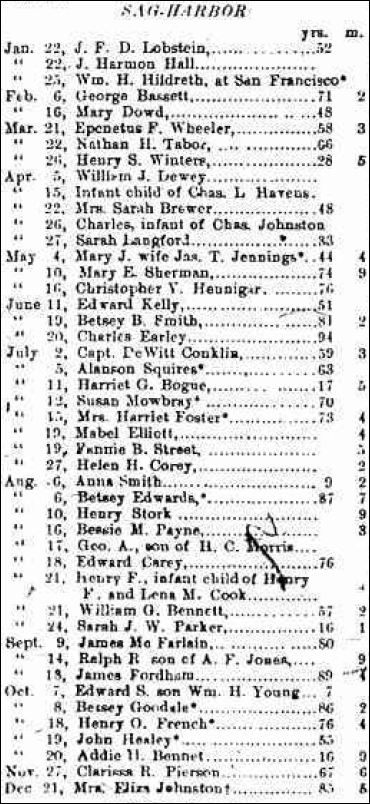 SAG-HARBOR
yrs. m.
Jan. 22, J. F. D. Lobstein, 52
" 22, J. Harmon Hall
" 25, Wm. H. Hildreth, at San Francisco*
Feb. 6, George Bassett, 71 2
" 16, Mary Dowd, 48
Mar. 21, Epenetus F. Wheeler, 58 3
" 22, Nathan H. Tabor, 66
" 26, Henry S. Winters, 28 5
Apr. 5, William J. Dewey
" 15, Infant child of Chas. L Havens.
" 22, Mrs. Sarah Brewer 48
" 26, Charles, infant of Chas. Johnston
" 27, Sarah Langford * 33
May 4, Mary J. wife Jas. T. Jennings* 44 4
" 10, Mary E. Sherman, 74 9
" 16, Christopher V. Hennigar. 76
June 11, Edward Kelly, 51
" 19, Betsey B. Smith, 81 2
" 20, Charles Earley 94
July 2, Capt. DeWitt Conklin, 59 3
" 5, Alanson Squires* 63
" 11, Harriet G. Bogue, 17 5
" 12, Susan Mowbray* 70
" 15, Mrs. Harriet Foster* 73 4
" 19, Mabel Elliott, 4
" 19, Fannie B. Street, 5
" 27, Helen H. Corey, 2
Aug. 6, Anna Smith 9 2
" 6, Betsey Edwards,* 87 7
" 10, Henry Stork 9
" 16, Bessie M. Payne, 3
" 17, Geo. A., son of H. C. Norris
" 18, Edward Carey, 76
" 21, Henry F., infant child of Henry
F. and Lena M. Cook
" 21, William G. Bennett, 57 2
" 24, Sarah J. W. Parker, 16 1
Sept. 9, James Mc Farlain, 80
" 14, Ralph R son of A. F. Jones, 9
" 18, James Fordham 89
Oct. 7, Edward S. son Wm. H. Young 7
" 8, Betsey Goodale* 86 2
" 18, Henry O. French* 76 4
" 19, John Healey* 55
" 20, Addie H. Bennet 16 9
Nov. 27, Clarissa R. Pierson 67 6
Dec 21, Mrs. Eliza Johnston† 85 5